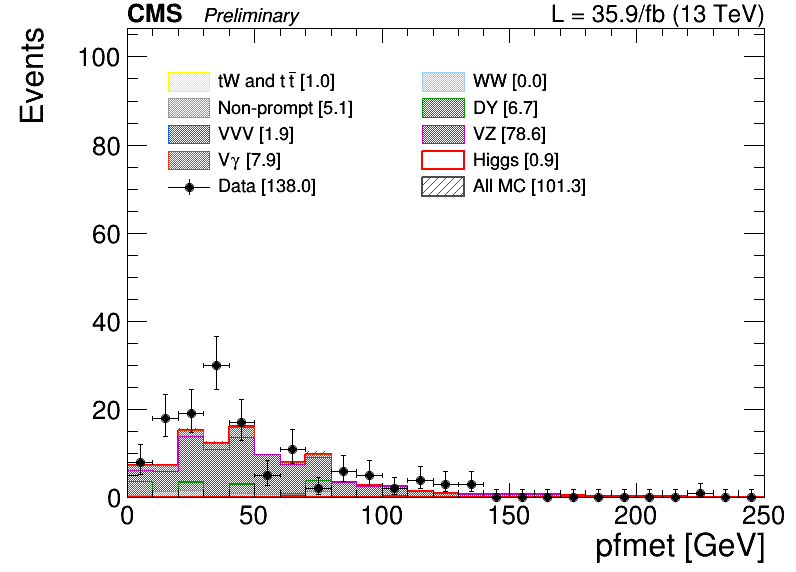 CMS Preliminary L = 35.9/fb (13 TeV)
Events
100
80
60
40
20
0
tW and t t̄ [1.0]
WW [0.0]
Non-prompt [5.1]
DY [6.7]
VVV [1.9]
VZ [78.6]
Vγ [7.9]
Higgs [0.9]
Data [138.0]
All MC [101.3]
0 50 100 150 200 250
pfmet [GeV]